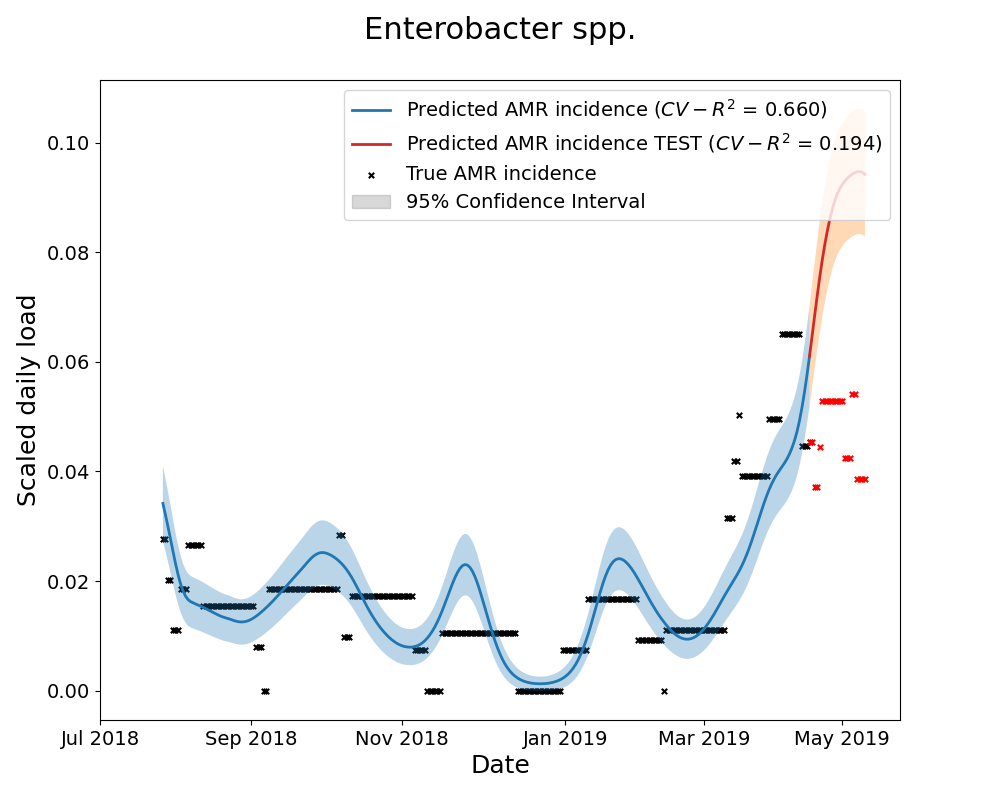 Enterobacter spp.
Predicted AMR incidence (CV − R² = 0.660)
Predicted AMR incidence TEST (CV − R² = 0.194)
True AMR incidence
95% Confidence Interval
Scaled daily load
0.10
0.08
0.06
0.04
0.02
0.00
Jul 2018 Sep 2018 Nov 2018 Jan 2019 Mar 2019 May 2019
Date